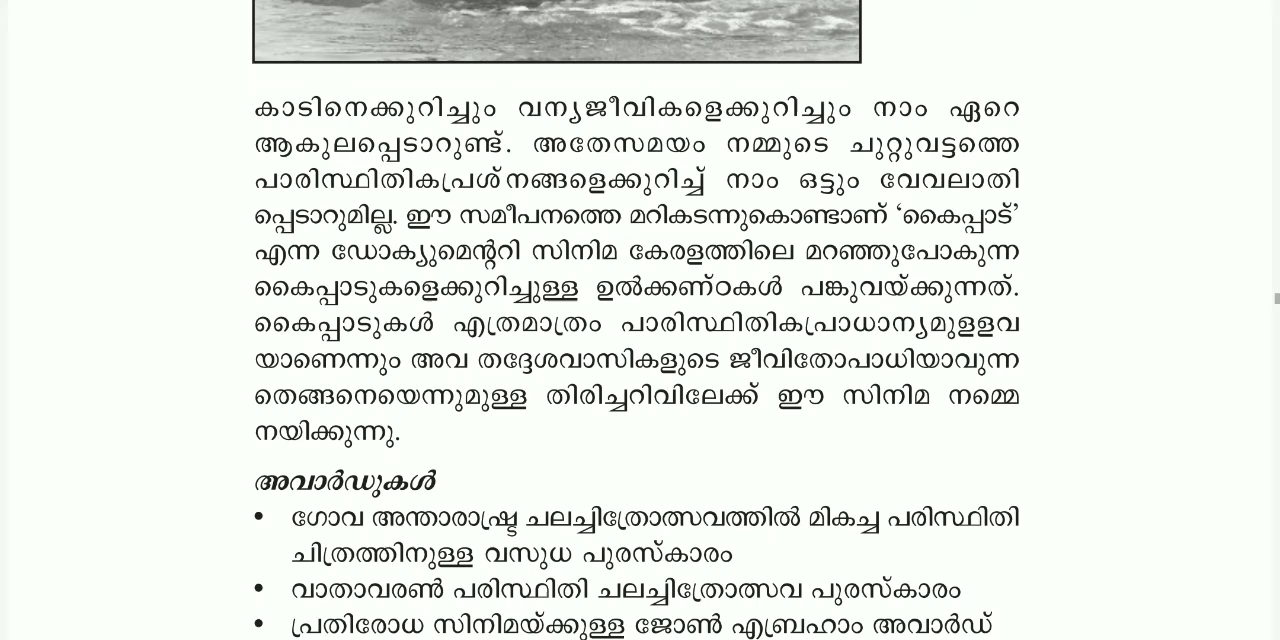 കാടിനെക്കുറിച്ചും വന്യജീവികളെക്കുറിച്ചും നാം ഏറെ
ആകുലപ്പെടാറുണ്ട്. അതേസമയം നമ്മുടെ ചുറ്റുവട്ടത്തെ
പാരിസ്ഥിതികപ്രശ്നങ്ങളെക്കുറിച്ച് നാം ഒട്ടും വേവലാതി
പ്പെടാറുമില്ല. ഈ സമീപനത്തെ മറികടന്നുകൊണ്ടാണ് ‘കൈപ്പാട്’
എന്ന ഡോക്യുമെന്ററി സിനിമ കേരളത്തിലെ മറഞ്ഞുപോകുന്ന
കൈപ്പാടുകളെക്കുറിച്ചുള്ള ഉൽക്കണ്ഠകൾ പങ്കുവയ്ക്കുന്നത്.
കൈപ്പാടുകൾ എത്രമാത്രം പാരിസ്ഥിതികപ്രാധാന്യമുളളവ
യാണെന്നും അവ തദ്ദേശവാസികളുടെ ജീവിതോപാധിയാവുന്ന
തെങ്ങനെയെന്നുമുള്ള തിരിച്ചറിവിലേക്ക് ഈ സിനിമ നമ്മെ
നയിക്കുന്നു.
അവാർഡുകൾ
• ഗോവ അന്താരാഷ്ട്ര ചലച്ചിത്രോത്സവത്തിൽ മികച്ച പരിസ്ഥിതി
ചിത്രത്തിനുള്ള വസുധ പുരസ്കാരം
• വാതാവരൺ പരിസ്ഥിതി ചലച്ചിത്രോത്സവ പുരസ്കാരം
• പ്രതിരോധ സിനിമയ്ക്കുള്ള ജോൺ എബ്രഹാം അവാർഡ്